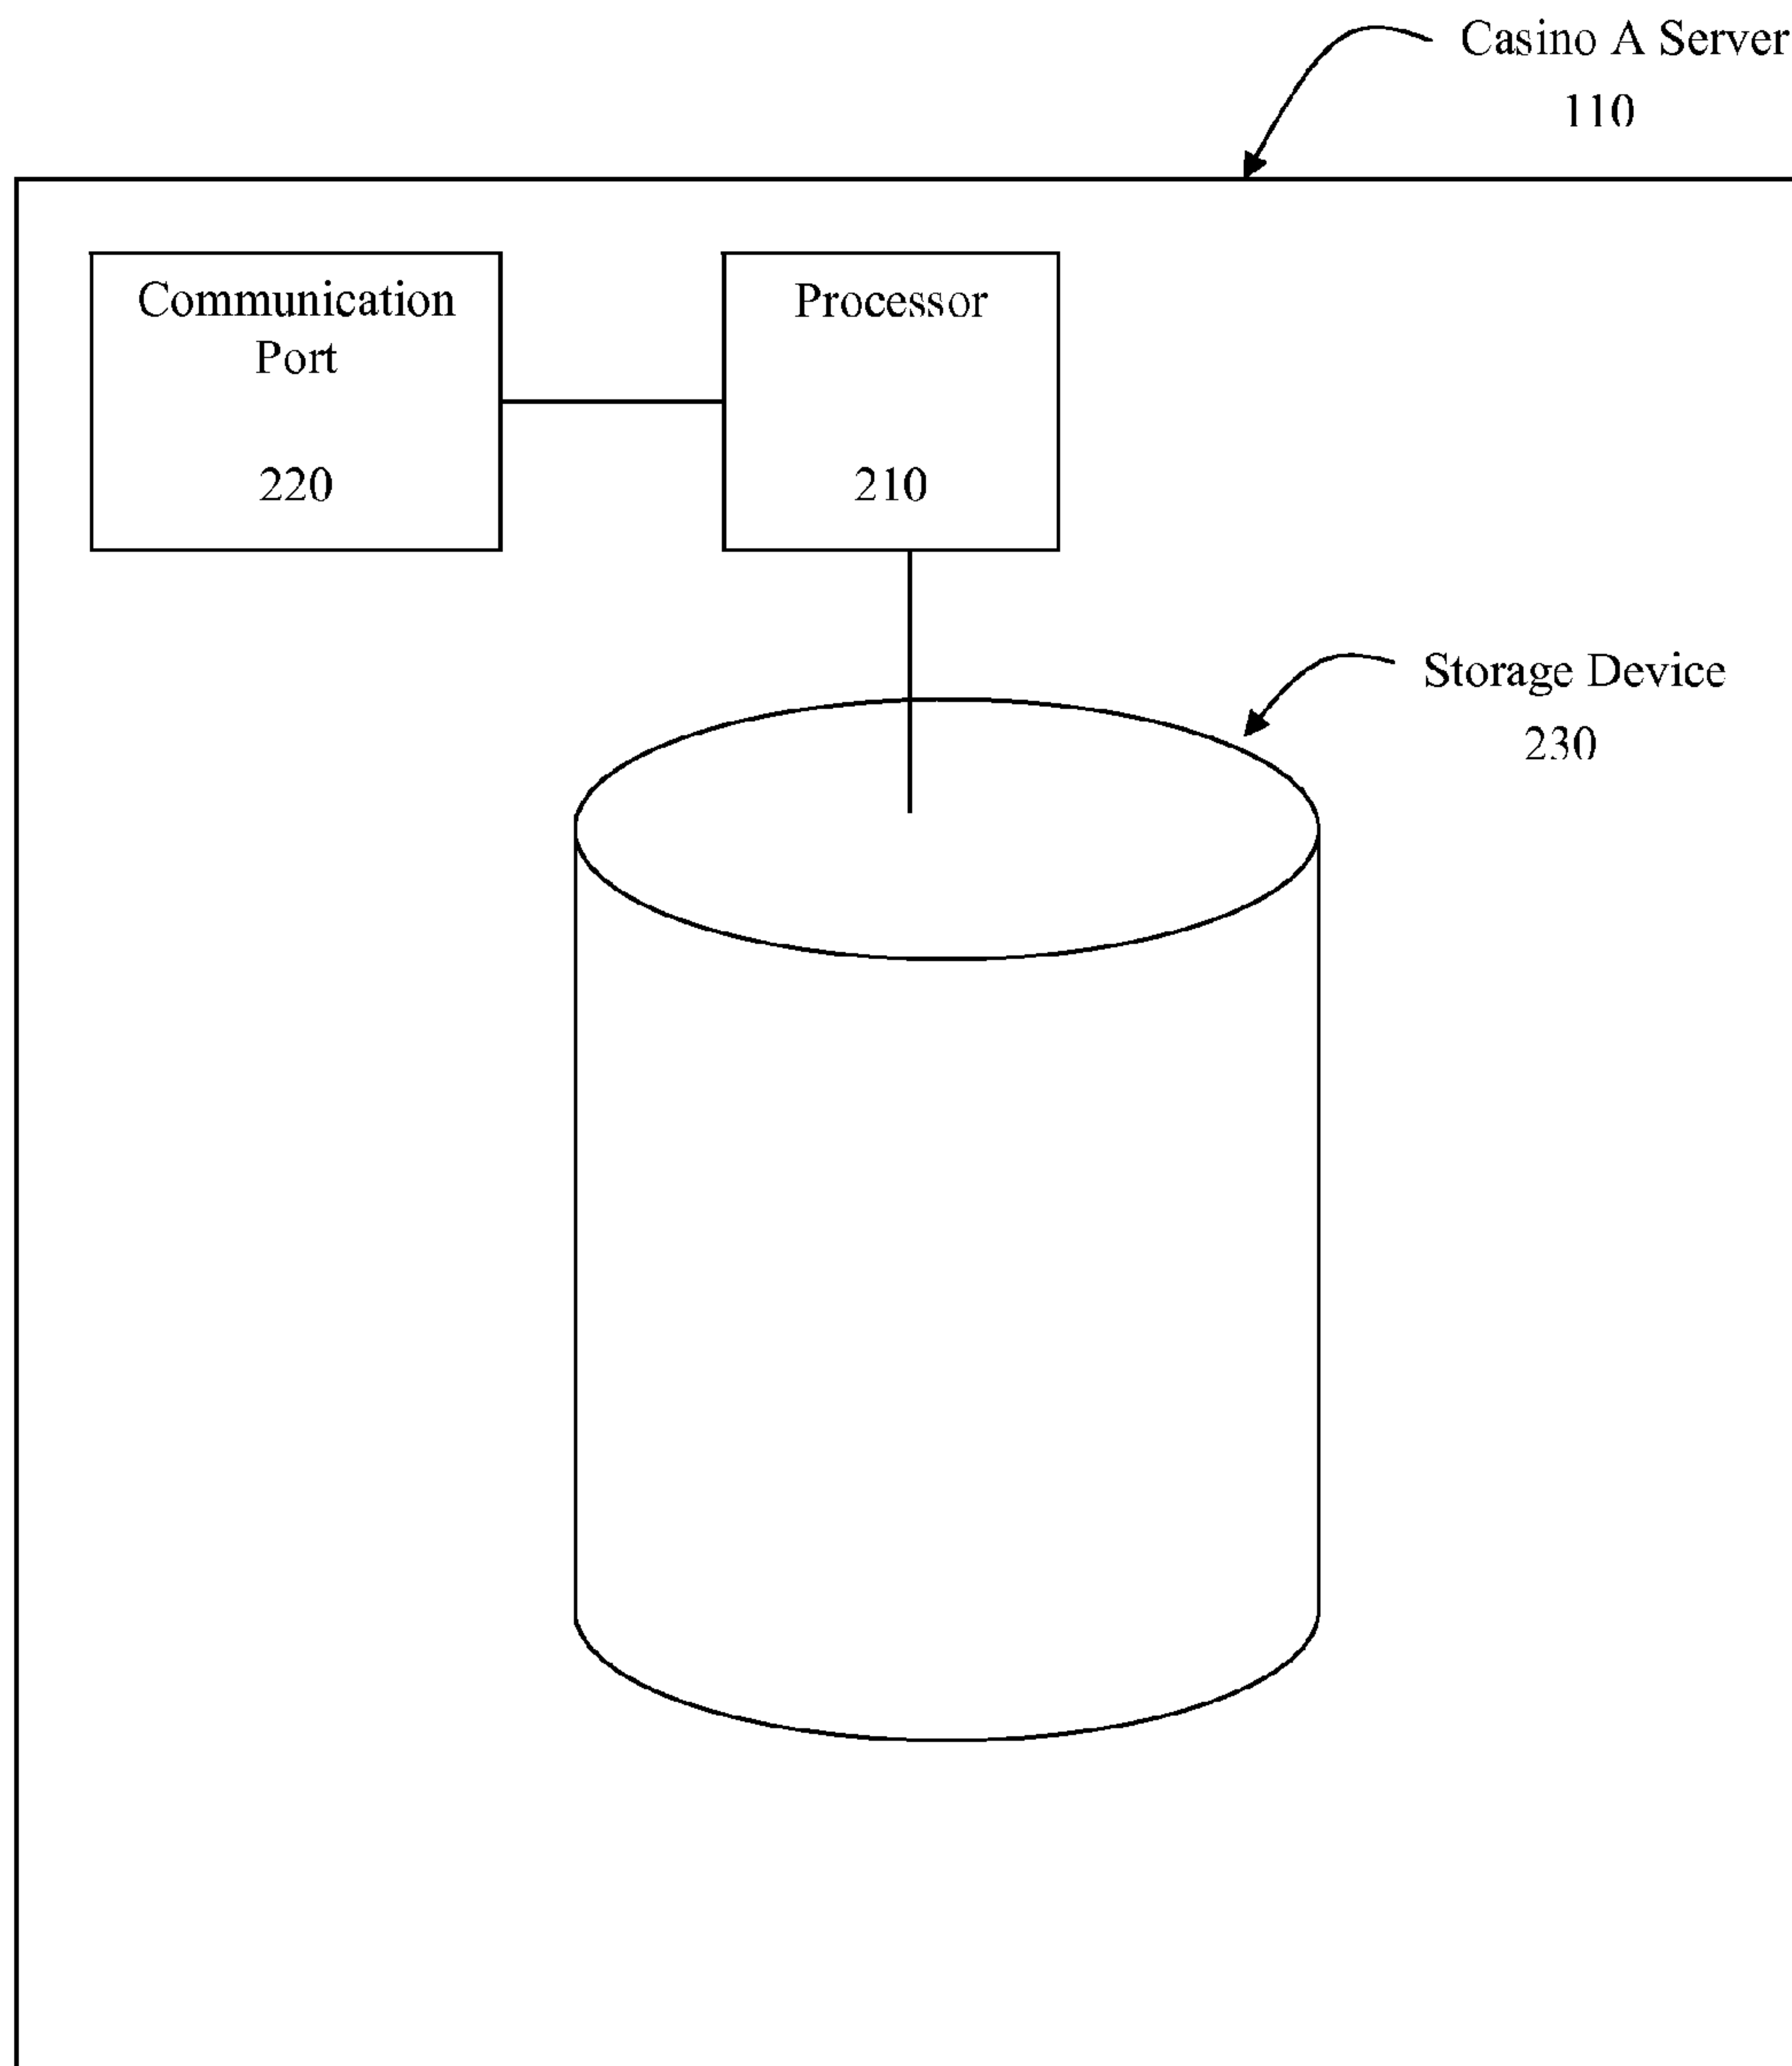 Casino A Server
110
Communication
Port
220
Processor
210
Storage Device
230